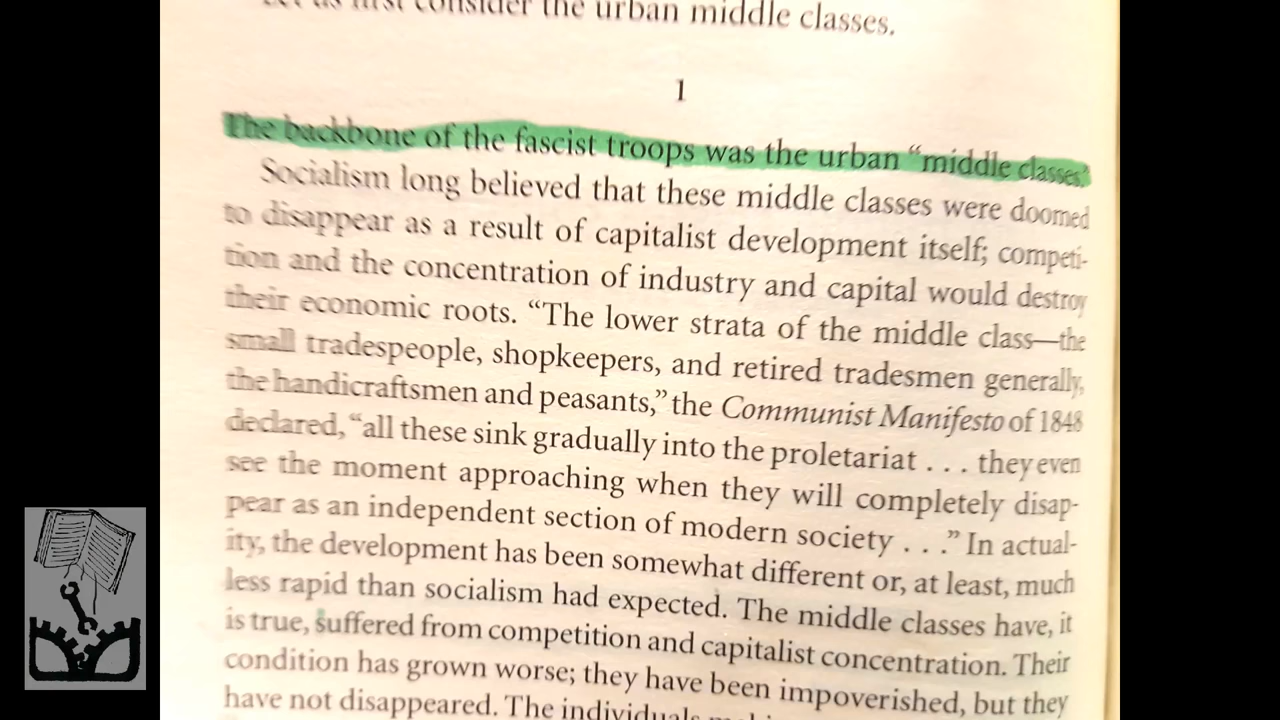 Let us first consider the urban middle classes.
1
The backbone of the fascist troops was the urban “middle classes.”
Socialism long believed that these middle classes were doomed
to disappear as a result of capitalist development itself; competi-
tion and the concentration of industry and capital would destroy
their economic roots. “The lower strata of the middle class—the
small tradespeople, shopkeepers, and retired tradesmen generally,
the handicraftsmen and peasants,” the Communist Manifesto of 1848
declared, “all these sink gradually into the proletariat . . . they even
see the moment approaching when they will completely disap-
pear as an independent section of modern society . . .” In actual-
ity, the development has been somewhat different or, at least, much
less rapid than socialism had expected. The middle classes have, it
is true, suffered from competition and capitalist concentration. Their
condition has grown worse; they have been impoverished, but they
have not disappeared. The individuals